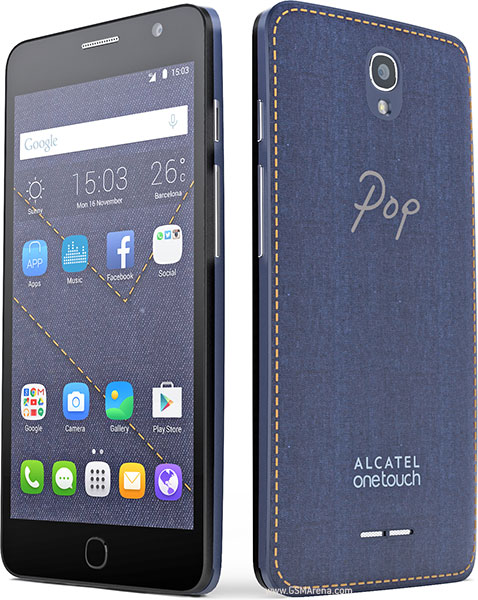 15:03
Google
15:03
26°C
Sunny
Mon 16 November
Barcelona
APP
Apps
Music
Facebook
Social
Google
Camera
Gallery
Play Store
Pop
ALCATEL
onetouch
www.GSMArena.com